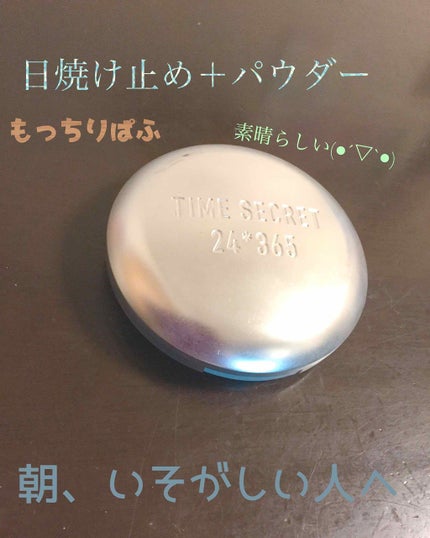 日焼け止め＋パウダー
もっちりぱふ
素晴らしい(●´▽`●)
TIME SECRET
24*365
朝、いそがしい人へ